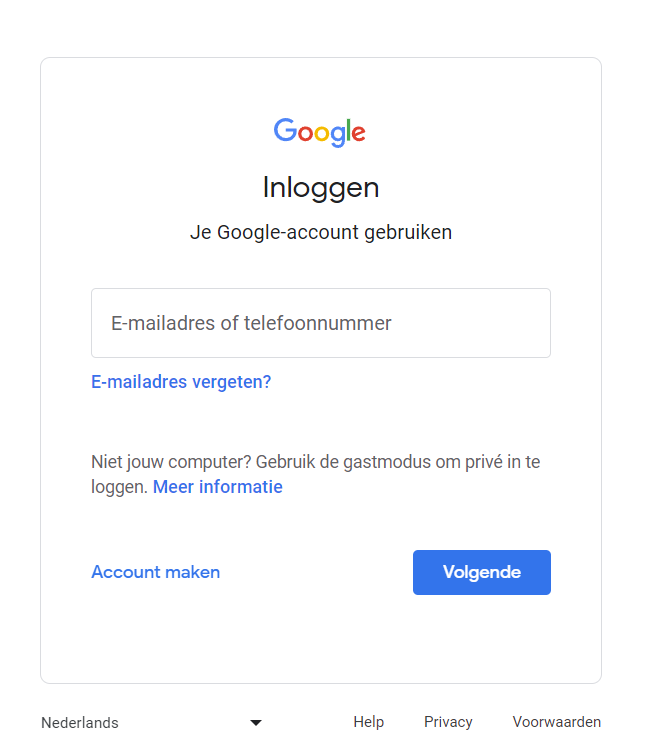 Google
Inloggen
Je Google-account gebruiken
E-mailadres of telefoonnummer
E-mailadres vergeten?
Niet jouw computer? Gebruik de gastmodus om privé in te
loggen. Meer informatie
Account maken
Volgende
Nederlands
Help
Privacy
Voorwaarden